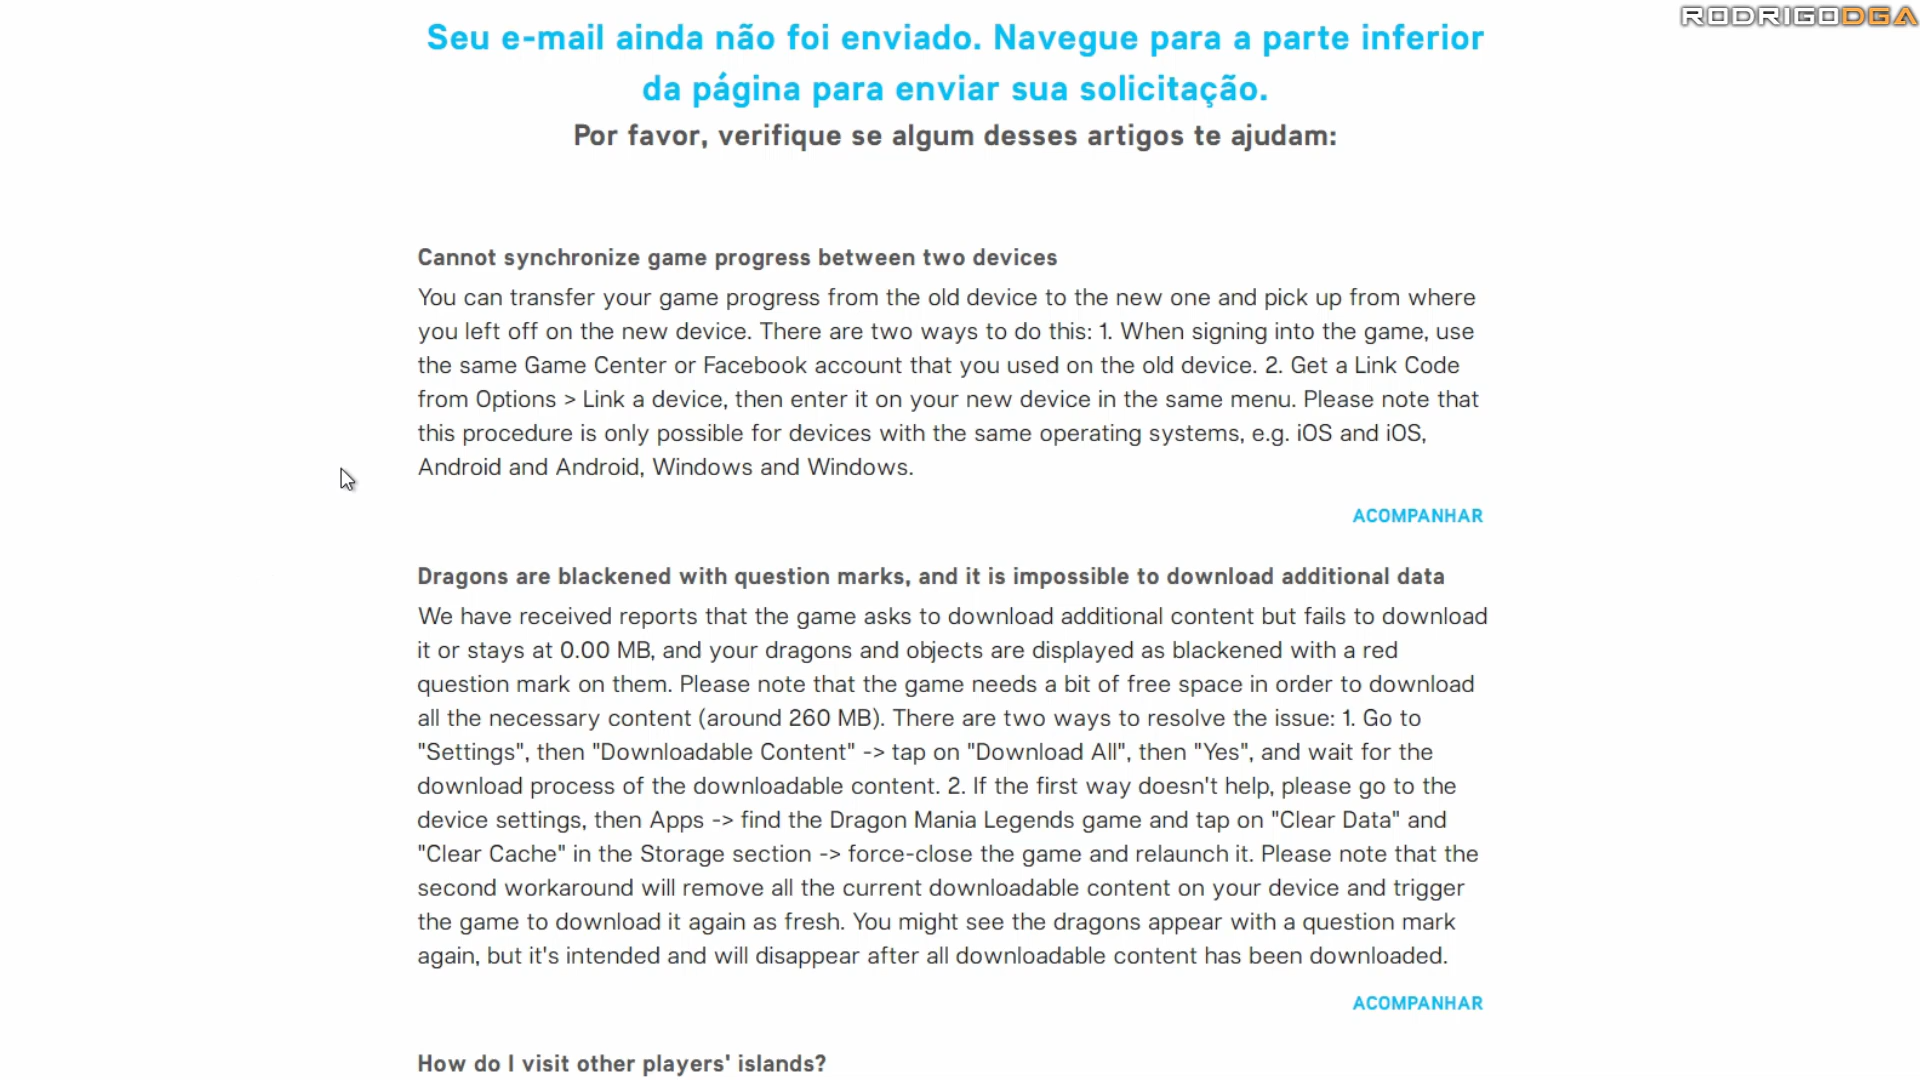 RODRIGODGA
Seu e-mail ainda não foi enviado. Navegue para a parte inferior
da página para enviar sua solicitação.
Por favor, verifique se algum desses artigos te ajudam:
Cannot synchronize game progress between two devices
You can transfer your game progress from the old device to the new one and pick up from where
you left off on the new device. There are two ways to do this: 1. When signing into the game, use
the same Game Center or Facebook account that you used on the old device. 2. Get a Link Code
from Options > Link a device, then enter it on your new device in the same menu. Please note that
this procedure is only possible for devices with the same operating systems, e.g. iOS and iOS,
Android and Android, Windows and Windows.
ACOMPANHAR
Dragons are blackened with question marks, and it is impossible to download additional data
We have received reports that the game asks to download additional content but fails to download
it or stays at 0.00 MB, and your dragons and objects are displayed as blackened with a red
question mark on them. Please note that the game needs a bit of free space in order to download
all the necessary content (around 260 MB). There are two ways to resolve the issue: 1. Go to
"Settings", then "Downloadable Content" -> tap on "Download All", then "Yes", and wait for the
download process of the downloadable content. 2. If the first way doesn't help, please go to the
device settings, then Apps -> find the Dragon Mania Legends game and tap on "Clear Data" and
"Clear Cache" in the Storage section -> force-close the game and relaunch it. Please note that the
second workaround will remove all the current downloadable content on your device and trigger
the game to download it again as fresh. You might see the dragons appear with a question mark
again, but it's intended and will disappear after all downloadable content has been downloaded.
ACOMPANHAR
How do I visit other players' islands?